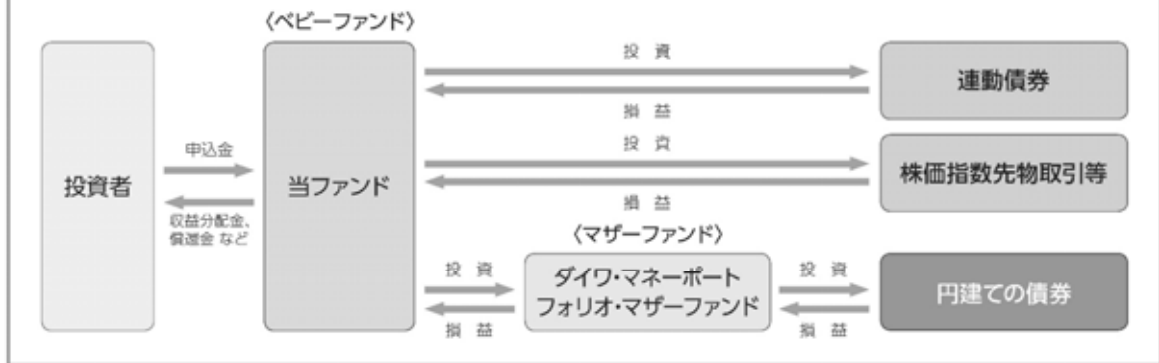 〈ベビーファンド〉
投資者
申込金
収益分配金、
償還金 など
当ファンド
投 資
損 益
連動債券
投 資
損 益
株価指数先物取引等
〈マザーファンド〉
投 資
損 益
ダイワ・マネーポート
フォリオ・マザーファンド
投 資
損 益
円建ての債券